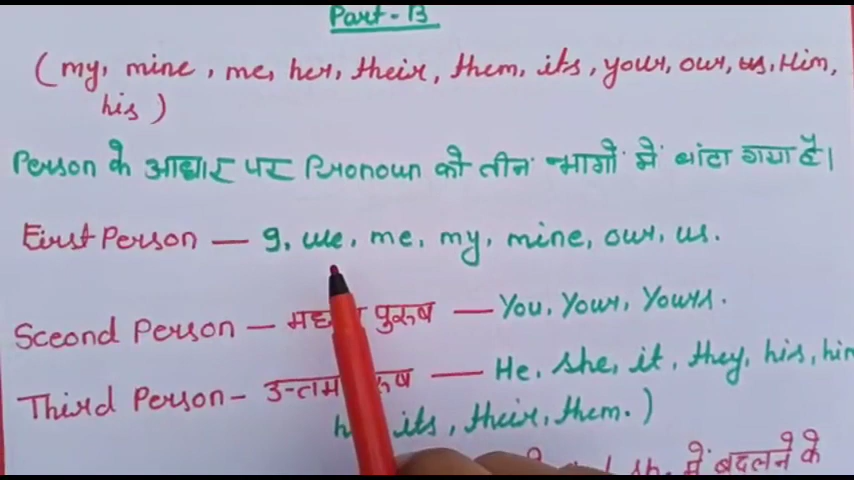 Part-B
(my, mine, me, her, their, them, its, your, our, us, Him,
his)
Person के आधार पर Pronoun को तीन भागों में बांटा गया है।
First Person — I, we, me, my, mine, our, us.
Sceond Person — पुरूष — You, Your, Yours.
Third Person - — He, she, it, they, his, him
its, their, them.)
में बदलने के